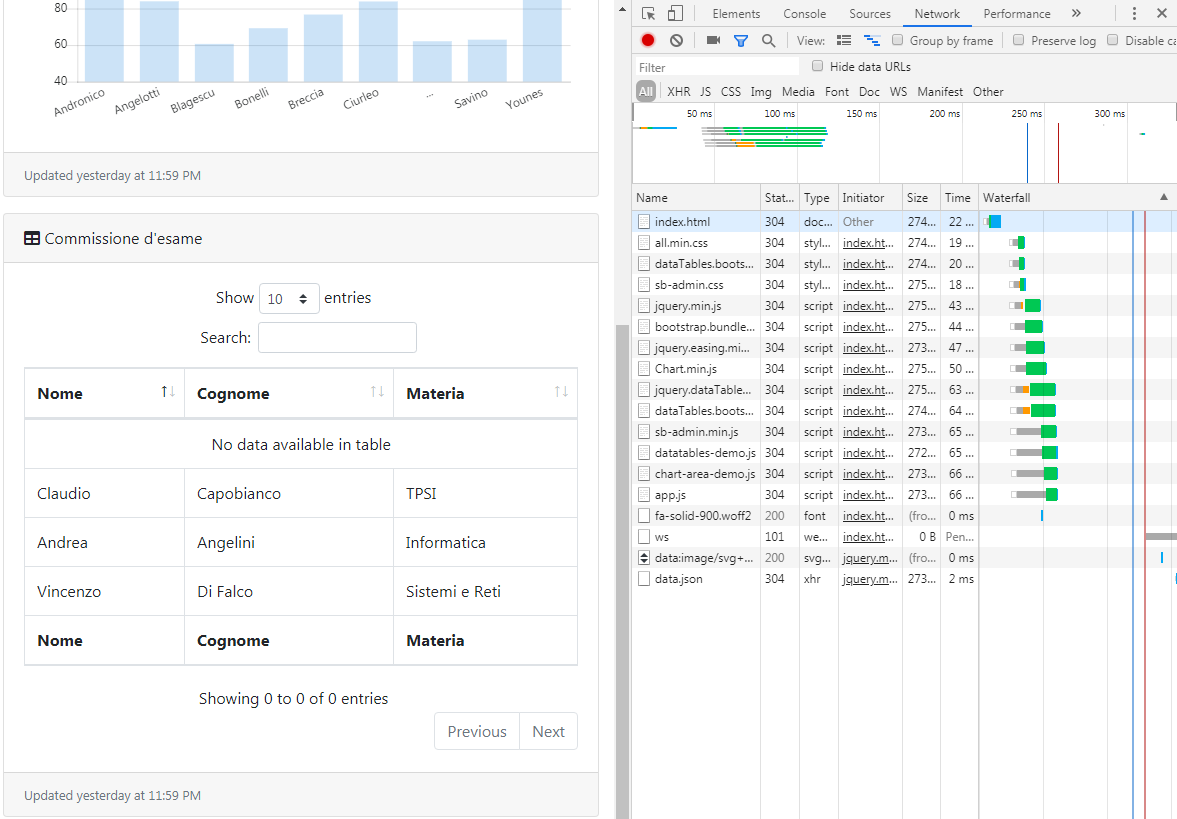 80
60
40
Andronico Angelotti Blagescu Bonelli Breccia Ciurleo ... Savino Younes
Updated yesterday at 11:59 PM
Commissione d'esame
Show 10 entries
Search:
Nome Cognome Materia
No data available in table
Claudio Capobianco TPSI
Andrea Angelini Informatica
Vincenzo Di Falco Sistemi e Reti
Nome Cognome Materia
Showing 0 to 0 of 0 entries
Previous Next
Updated yesterday at 11:59 PM
Elements Console Sources Network Performance »
View: Group by frame Preserve log Disable ca
Filter Hide data URLs
All XHR JS CSS Img Media Font Doc WS Manifest Other
50 ms 100 ms 150 ms 200 ms 250 ms 300 ms
Name Stat... Type Initiator Size Time Waterfall
index.html 304 doc... Other 274... 22 ...
all.min.css 304 styl... index.ht... 274... 19 ...
dataTables.boots... 304 styl... index.ht... 274... 20 ...
sb-admin.css 304 styl... index.ht... 275... 18 ...
jquery.min.js 304 script index.ht... 275... 43 ...
bootstrap.bundle... 304 script index.ht... 275... 44 ...
jquery.easing.mi... 304 script index.ht... 273... 47 ...
Chart.min.js 304 script index.ht... 275... 50 ...
jquery.dataTable... 304 script index.ht... 275... 63 ...
dataTables.boots... 304 script index.ht... 274... 64 ...
sb-admin.min.js 304 script index.ht... 273... 65 ...
datatables-demo.js 304 script index.ht... 272... 65 ...
chart-area-demo.js 304 script index.ht... 273... 66 ...
app.js 304 script index.ht... 273... 66 ...
fa-solid-900.woff2 200 font index.ht... (fro... 0 ms
ws 101 we... index.ht... 0 B Pen...
data:image/svg+... 200 svg... jquery.m... (fro... 0 ms
data.json 304 xhr jquery.m... 273... 2 ms